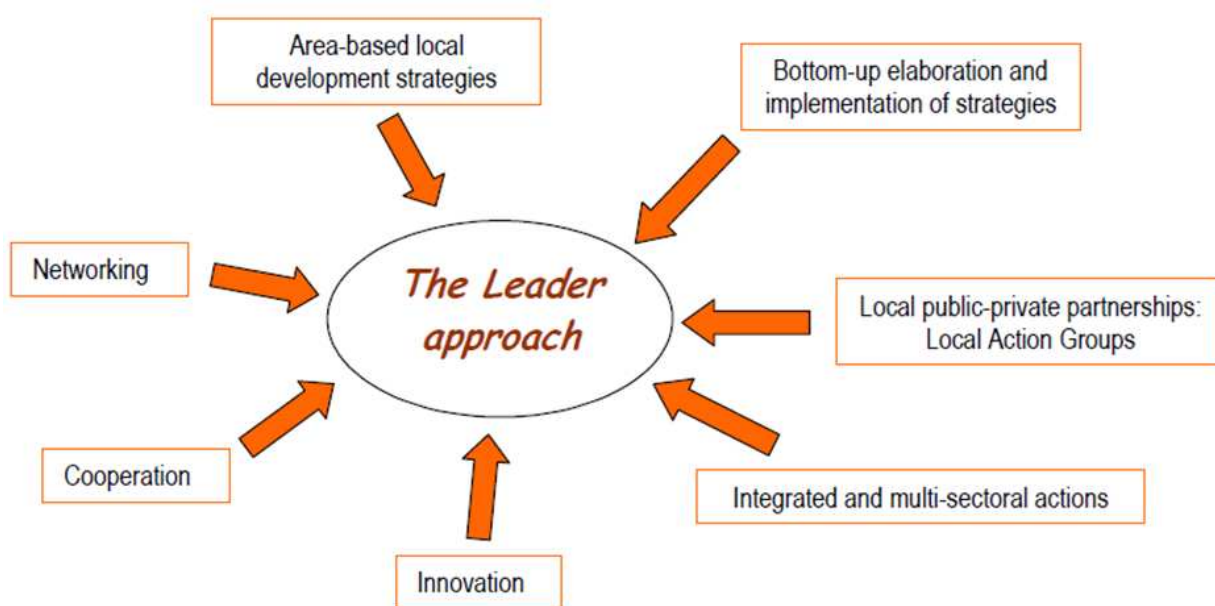 Area-based local
development strategies
Bottom-up elaboration and
implementation of strategies
Networking
The Leader
approach
Local public-private partnerships:
Local Action Groups
Cooperation
Integrated and multi-sectoral actions
Innovation